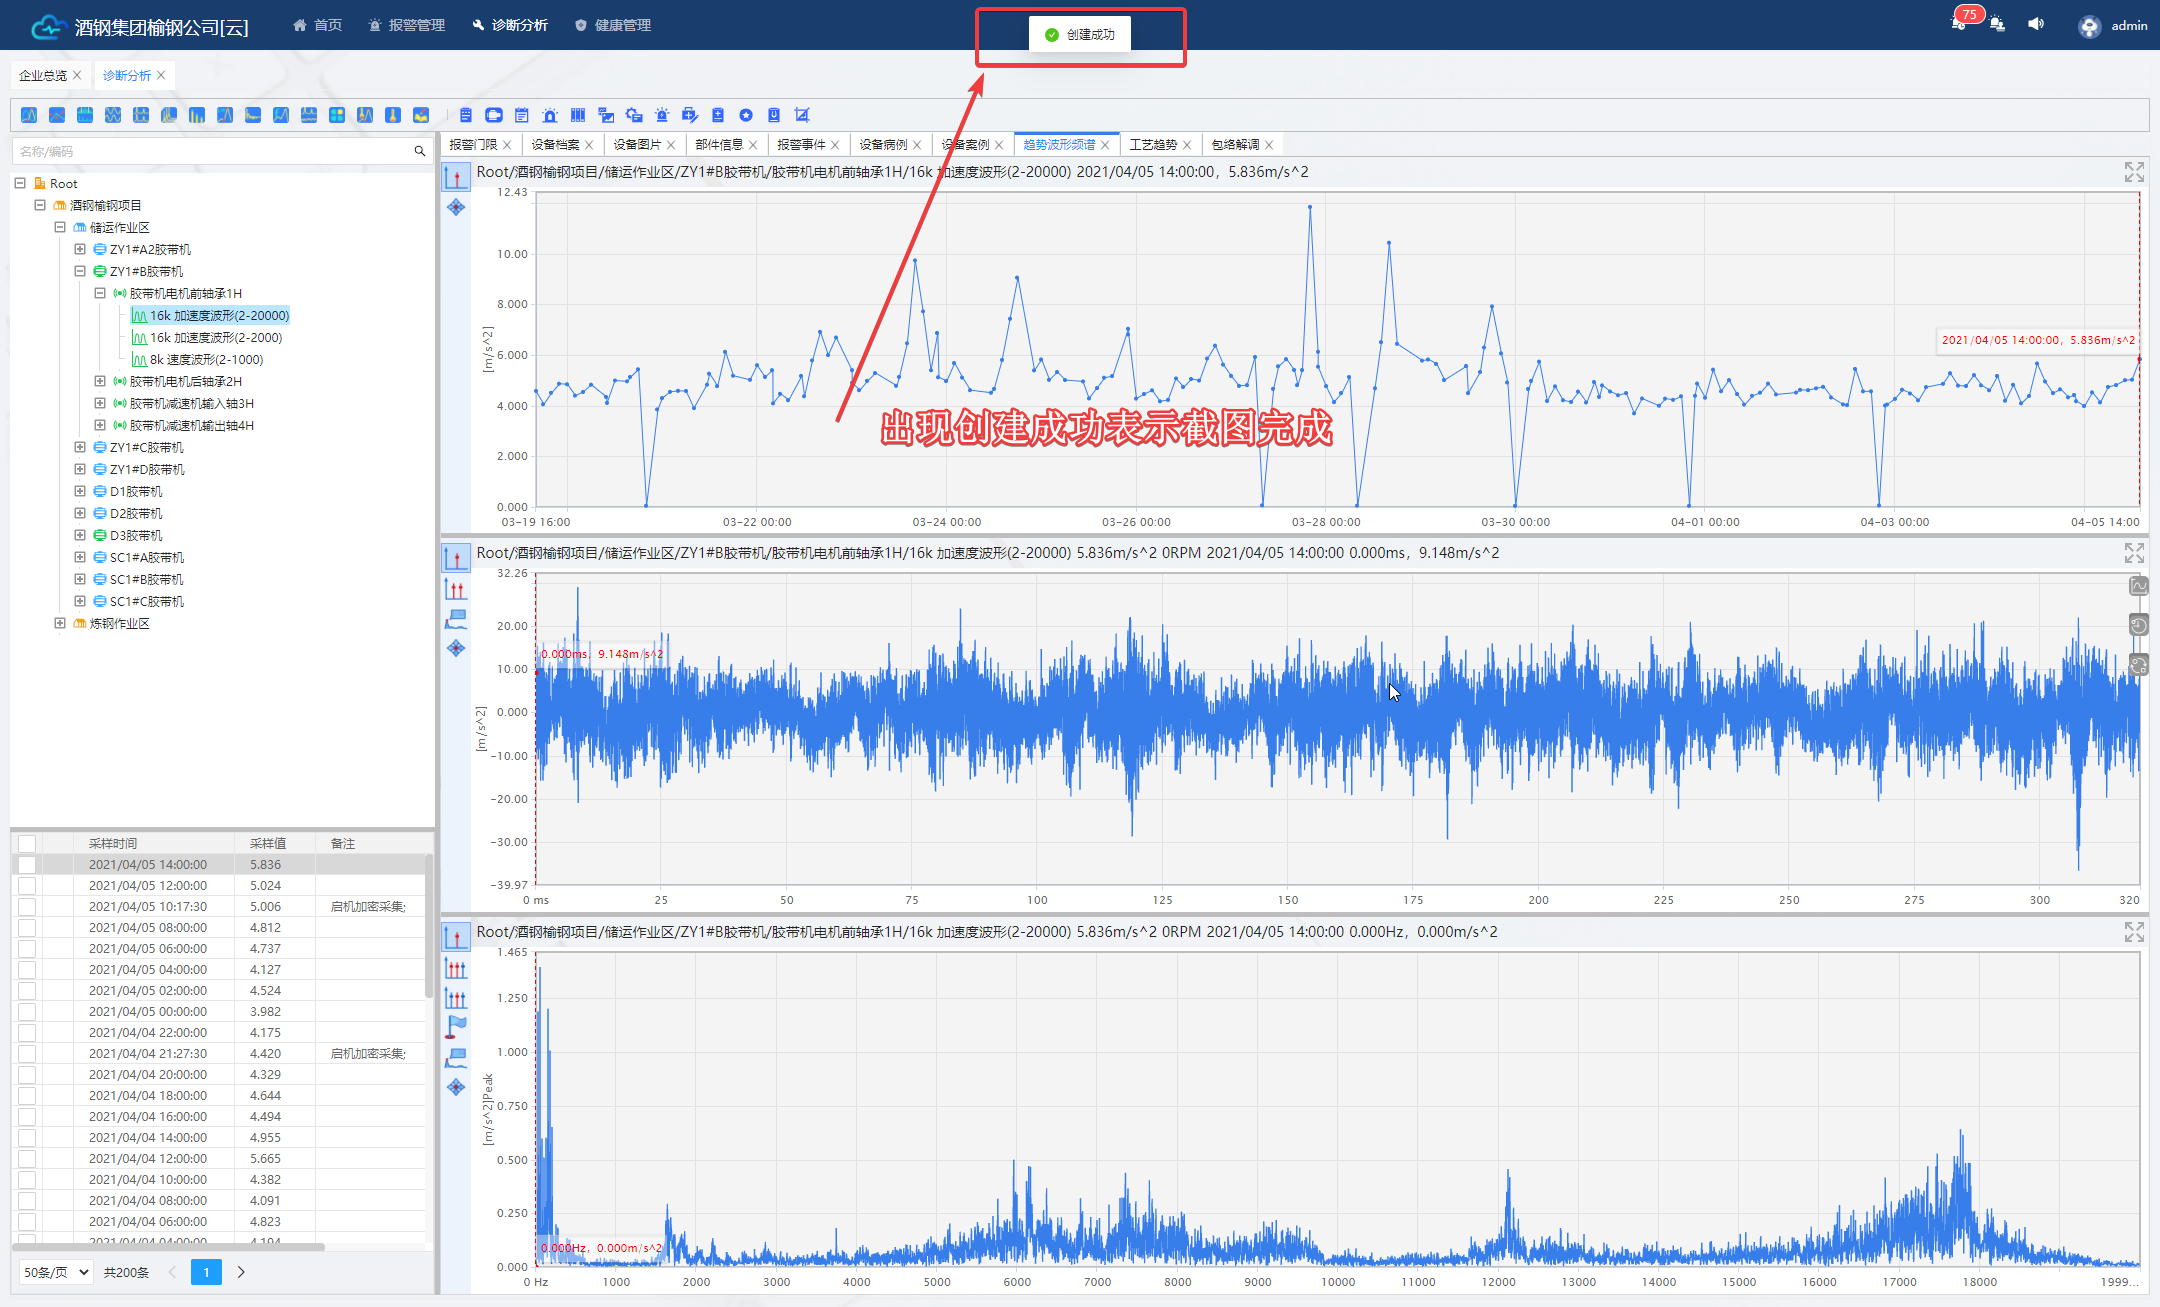 酒钢集团榆钢公司[云]
首页
报警管理
诊断分析
健康管理
创建成功
75
admin
企业总览
诊断分析
名称/编码
Root
酒钢榆钢项目
储运作业区
ZY1#A2胶带机
ZY1#B胶带机
胶带机电机前轴承1H
16k 加速度波形(2-20000)
16k 加速度波形(2-2000)
8k 速度波形(2-1000)
胶带机电机后轴承2H
胶带机减速机输入轴3H
胶带机减速机输出轴4H
ZY1#C胶带机
ZY1#D胶带机
D1胶带机
D2胶带机
D3胶带机
SC1#A胶带机
SC1#B胶带机
SC1#C胶带机
炼钢作业区
采样时间 采样值 备注
2021/04/05 14:00:00 5.836
2021/04/05 12:00:00 5.024
2021/04/05 10:17:30 5.006 启机加密采集;
2021/04/05 08:00:00 4.812
2021/04/05 06:00:00 4.737
2021/04/05 04:00:00 4.127
2021/04/05 02:00:00 4.524
2021/04/05 00:00:00 3.982
2021/04/04 22:00:00 4.175
2021/04/04 21:27:30 4.420 启机加密采集;
2021/04/04 20:00:00 4.329
2021/04/04 18:00:00 4.644
2021/04/04 16:00:00 4.494
2021/04/04 14:00:00 4.955
2021/04/04 12:00:00 5.665
2021/04/04 10:00:00 4.382
2021/04/04 08:00:00 4.091
2021/04/04 06:00:00 4.823
2021/04/04 04:00:00 4.194
50条/页 共200条 1
报警门限 设备档案 设备图片 部件信息 报警事件 设备病例 设备案例 趋势波形频谱 工艺趋势 包络解调
Root/酒钢榆钢项目/储运作业区/ZY1#B胶带机/胶带机电机前轴承1H/16k 加速度波形(2-20000) 2021/04/05 14:00:00，5.836m/s^2
12.43
10.00
8.000
6.000
4.000
2.000
0.000
[m/s^2]
2021/04/05 14:00:00，5.836m/s^2
出现创建成功表示截图完成
03-19 16:00 03-22 00:00 03-24 00:00 03-26 00:00 03-28 00:00 03-30 00:00 04-01 00:00 04-03 00:00 04-05 14:00
Root/酒钢榆钢项目/储运作业区/ZY1#B胶带机/胶带机电机前轴承1H/16k 加速度波形(2-20000) 5.836m/s^2 0RPM 2021/04/05 14:00:00 0.000ms，9.148m/s^2
32.26
20.00
10.00
0.000
-10.00
-20.00
-30.00
-39.97
[m/s^2]
0.000ms，9.148m/s^2
0 ms 25 50 75 100 125 150 175 200 225 250 275 300 320
Root/酒钢榆钢项目/储运作业区/ZY1#B胶带机/胶带机电机前轴承1H/16k 加速度波形(2-20000) 5.836m/s^2 0RPM 2021/04/05 14:00:00 0.000Hz，0.000m/s^2
1.465
1.250
1.000
0.750
0.500
0.250
0.000
[m/s^2]Peak
0.000Hz，0.000m/s^2
0 Hz 1000 2000 3000 4000 5000 6000 7000 8000 9000 10000 11000 12000 13000 14000 15000 16000 17000 18000 1999...